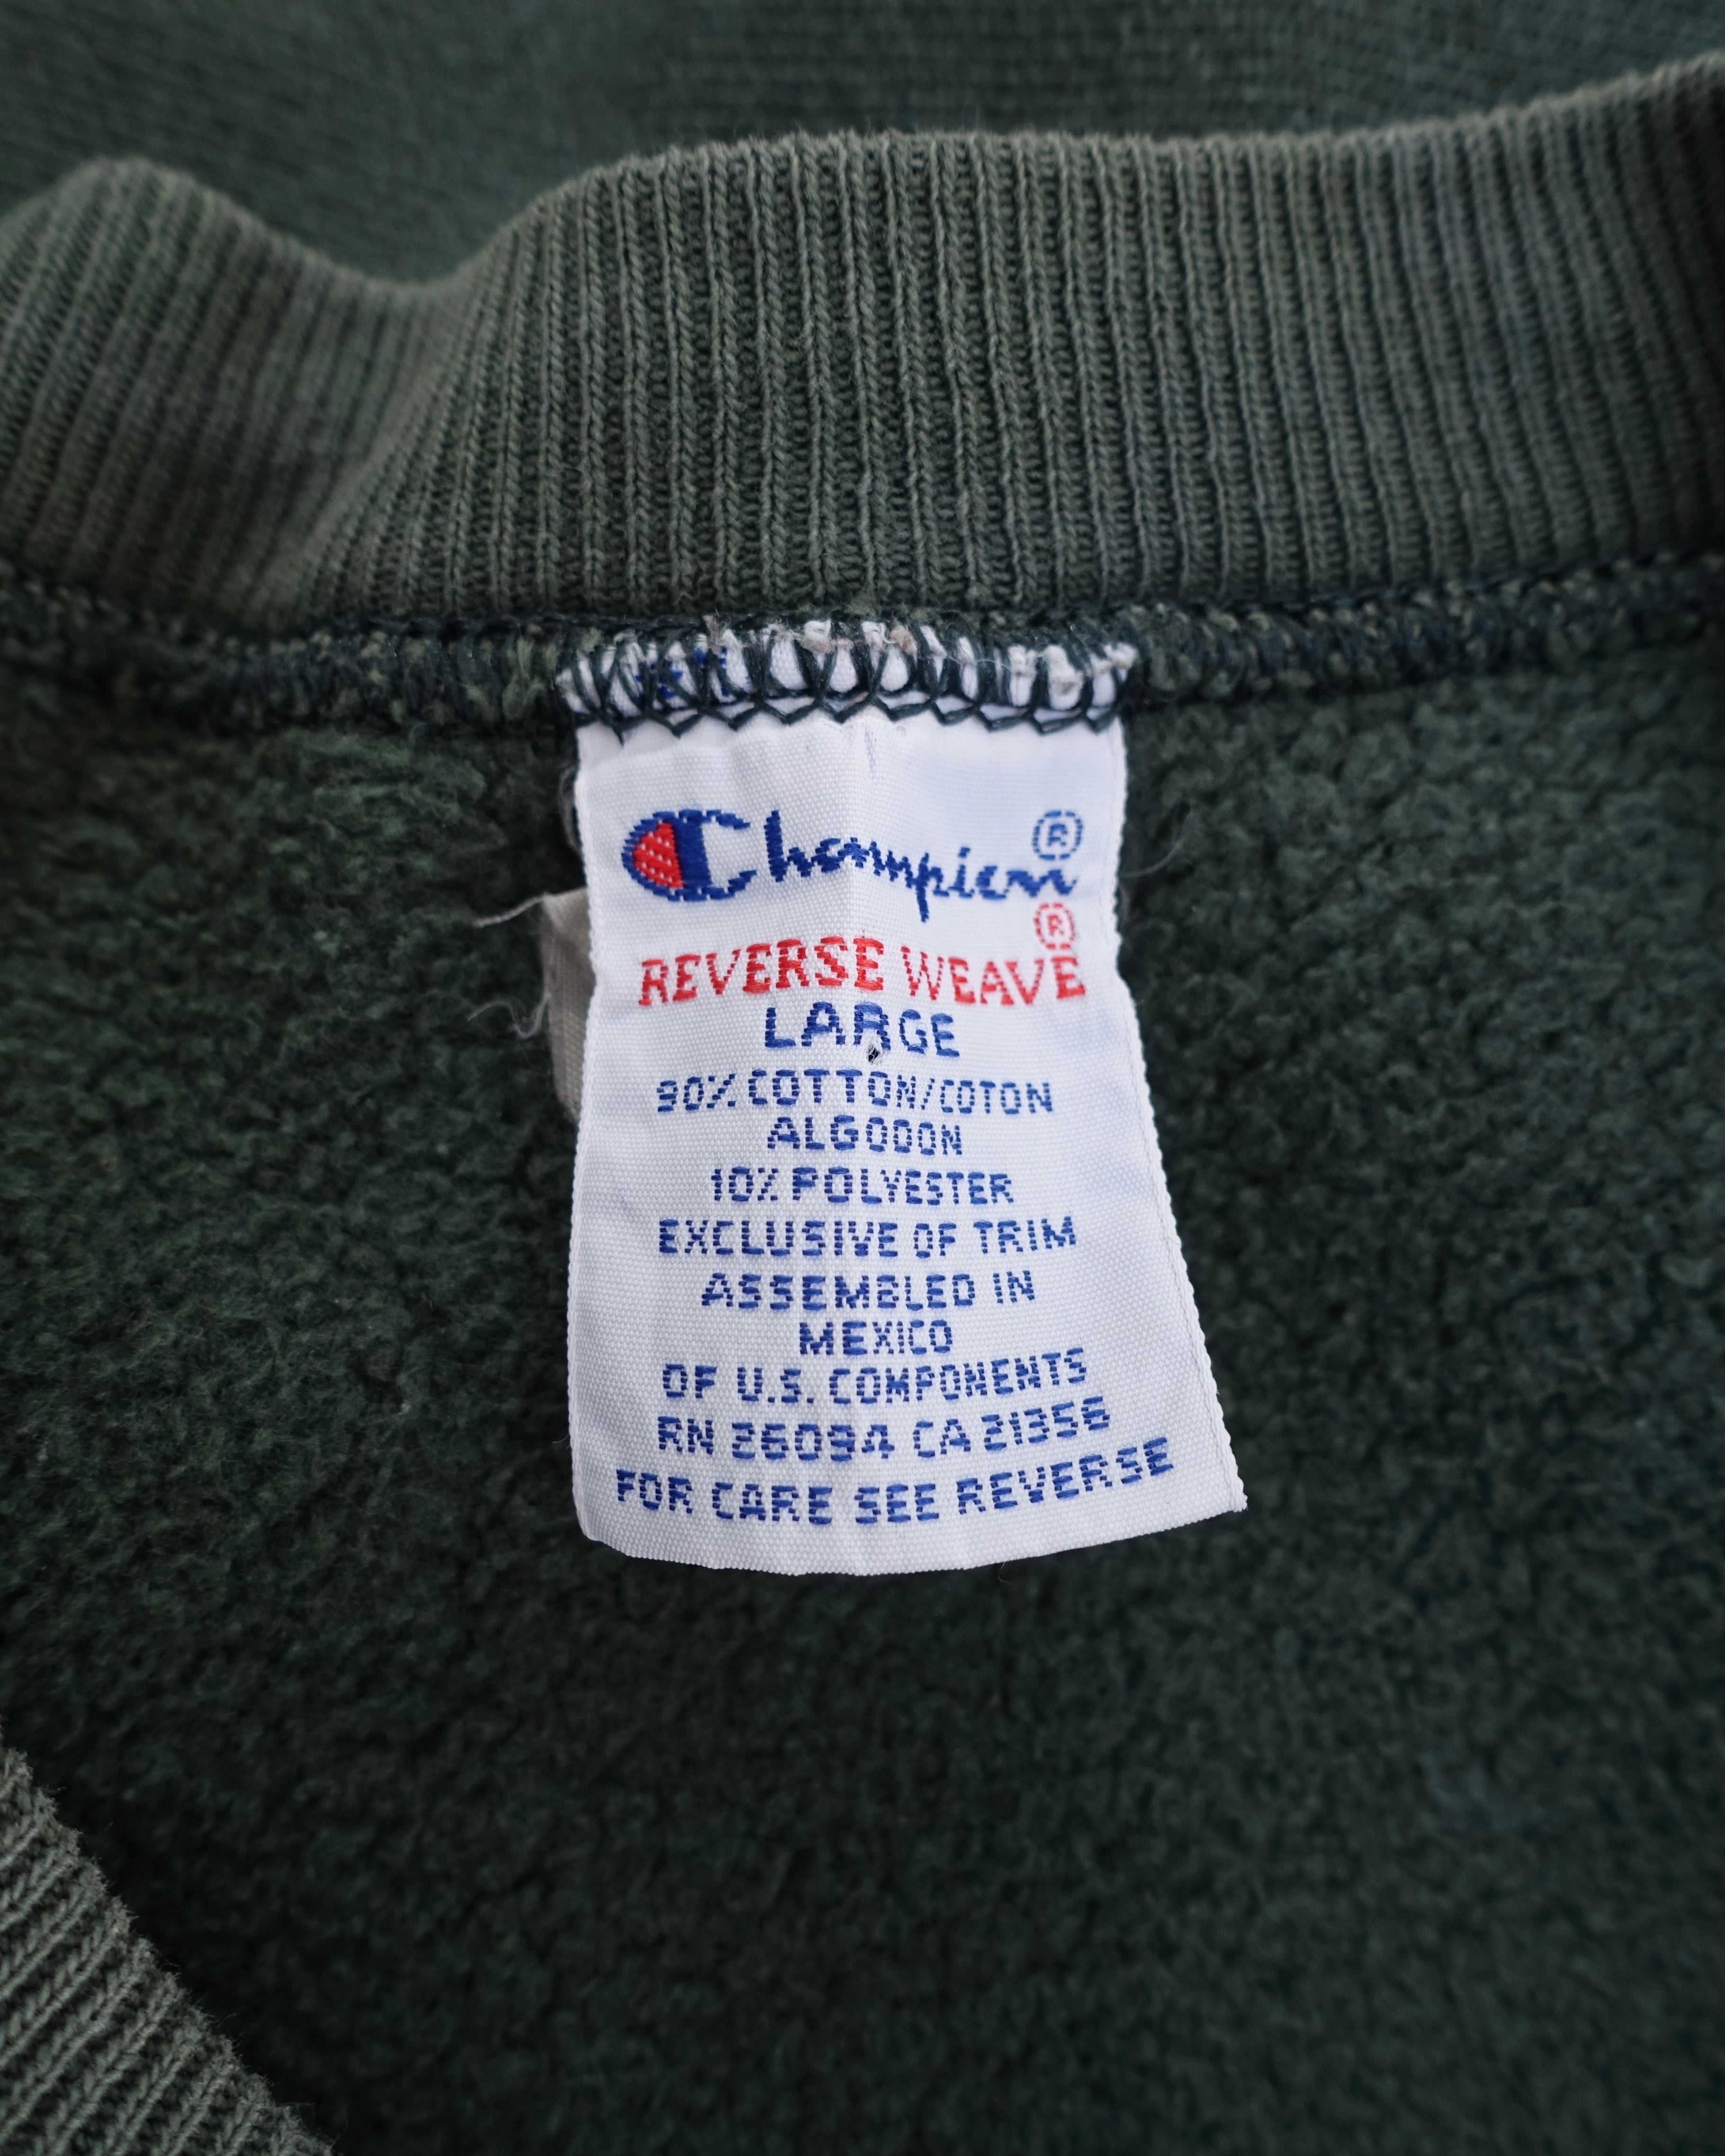 Champion®
REVERSE WEAVE®
LARGE
90% COTTON/COTON
ALGODON
10% POLYESTER
EXCLUSIVE OF TRIM
ASSEMBLED IN
MEXICO
OF U.S. COMPONENTS
RN 26094 CA 21356
FOR CARE SEE REVERSE